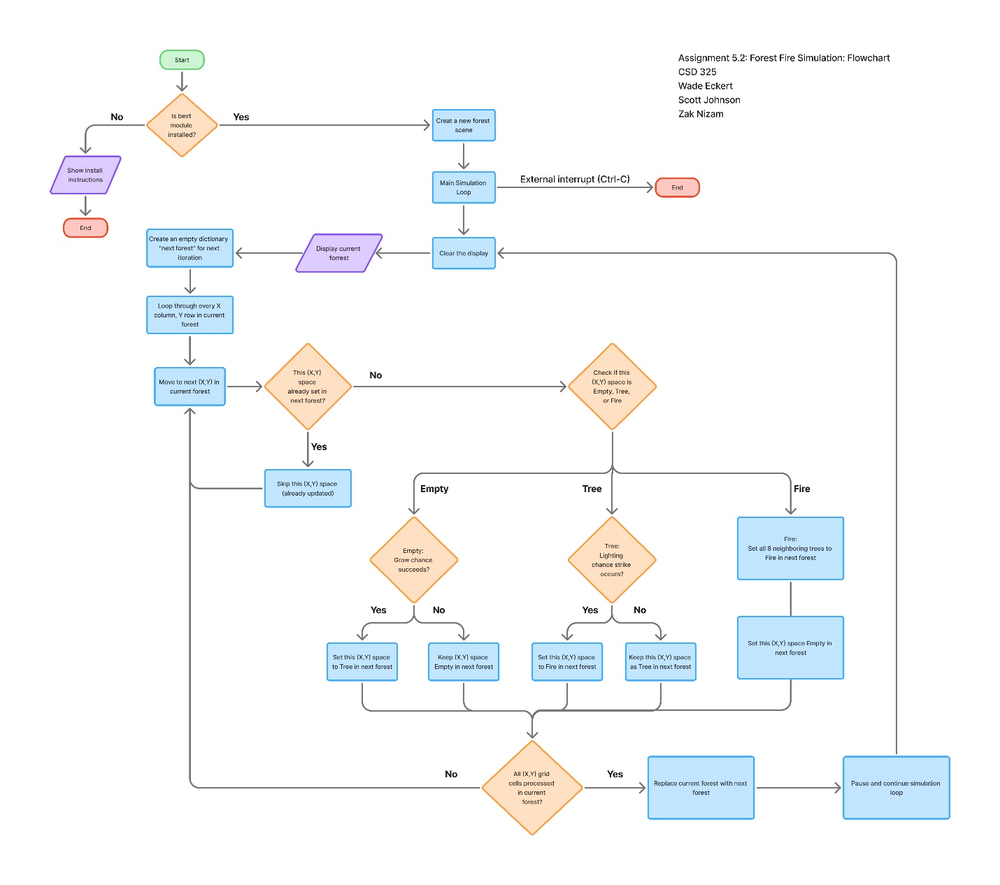 Start
Assignment 5.2: Forest Fire Simulation: Flowchart
CSD 325
Wade Eckert
Scott Johnson
Zak Nizam
Is bext
module
installed?
No
Yes
Creat a new forest
scene
Show install
instructions
End
Main Simulation
Loop
External interrupt (Ctrl-C)
End
Create an empty dictionary
"next forest" for next
iteration
Display current
forrest
Clear the display
Loop through every X
column, Y row in current
forest
Move to next (X,Y) in
current forest
This (X,Y)
space
already set in
next forest?
No
Check if this
(X,Y) space is
Empty, Tree,
or Fire
Yes
Skip this (X,Y) space
(already updated)
Empty
Tree
Fire
Empty:
Grow chance
succeeds?
Tree:
Lighting
chance strike
occurs?
Fire:
Set all 8 neighboring trees to
Fire in next forest
Yes
No
Yes
No
Set this (X,Y) space
to Tree in next forest
Keep (X,Y) space
Empty in next forest
Set this (X,Y) space
to Fire in next forest
Keep this (X,Y) space
as Tree in next forest
Set this (X,Y) space Empty in
next forest
No
All (X,Y) grid
cells processed
in current
forest?
Yes
Replace current forest with next
forest
Pause and continue simulation
loop